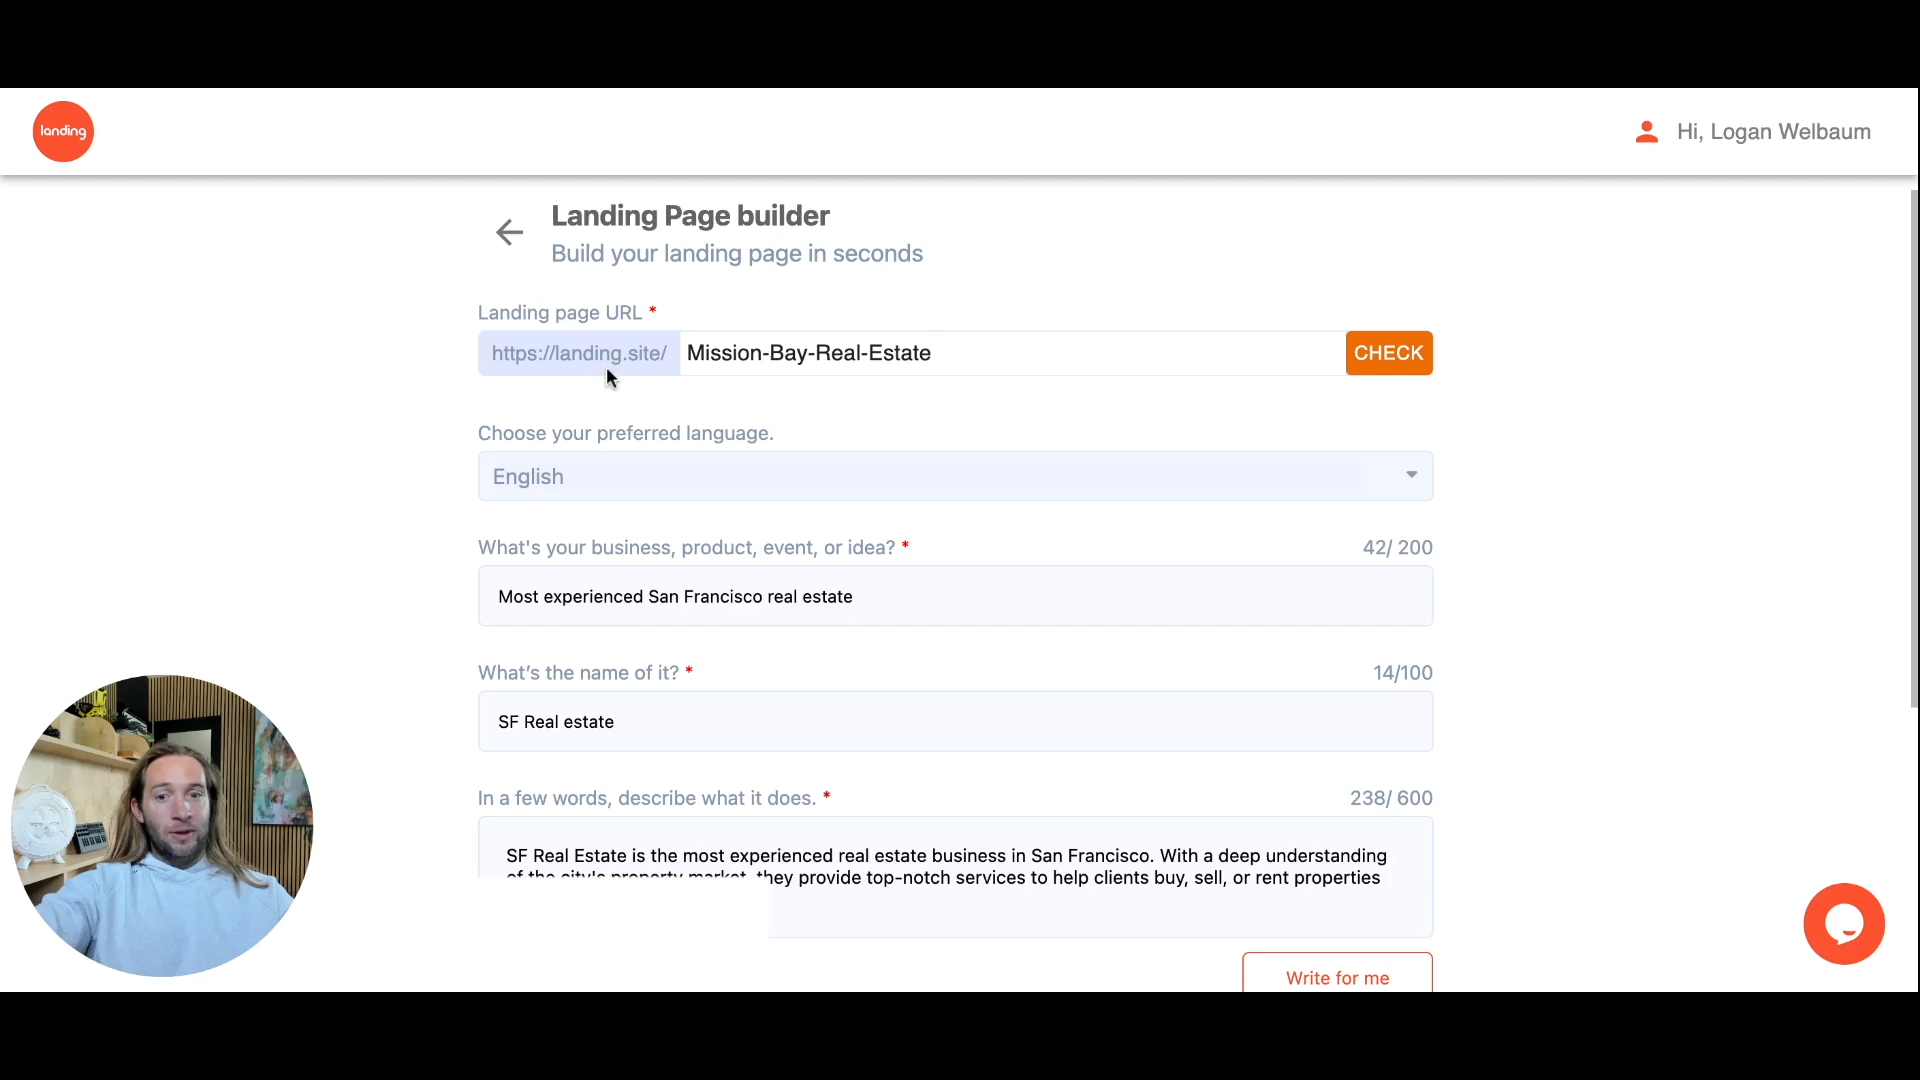 landing
Hi, Logan Welbaum
Landing Page builder
Build your landing page in seconds
Landing page URL *
https://landing.site/ Mission-Bay-Real-Estate CHECK
Choose your preferred language.
English
What's your business, product, event, or idea? * 42/ 200
Most experienced San Francisco real estate
What's the name of it? * 14/100
SF Real estate
In a few words, describe what it does. * 238/ 600
SF Real Estate is the most experienced real estate business in San Francisco. With a deep understanding
of the city's property market, they provide top-notch services to help clients buy, sell, or rent properties
Write for me